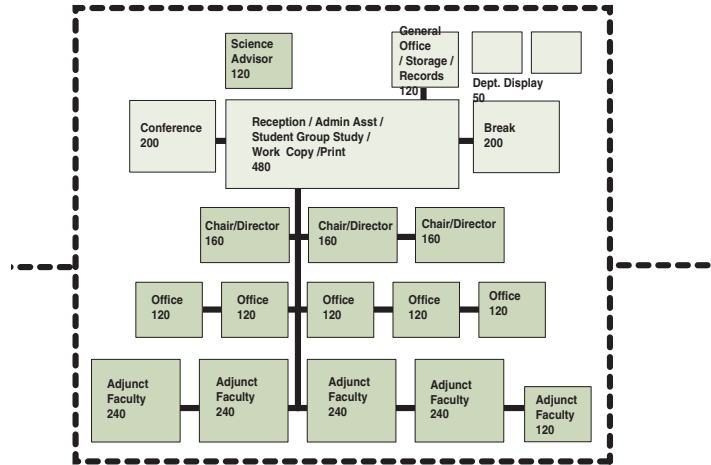 Science
Advisor
120
General
Office
/ Storage /
Records
120
Dept. Display
50
Conference
200
Reception / Admin Asst /
Student Group Study /
Work Copy /Print
480
Break
200
Chair/Director
160
Chair/Director
160
Chair/Director
160
Office
120
Office
120
Office
120
Office
120
Office
120
Adjunct
Faculty
240
Adjunct
Faculty
240
Adjunct
Faculty
240
Adjunct
Faculty
240
Adjunct
Faculty
120